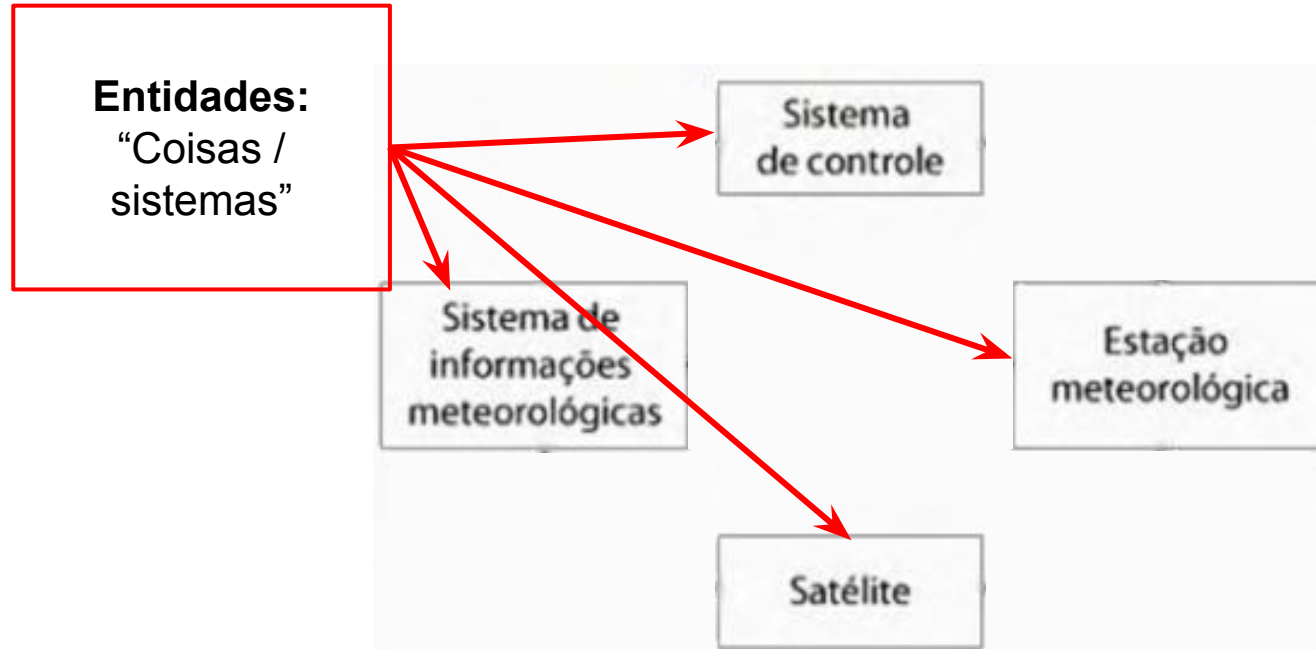 Entidades:
“Coisas /
sistemas”
Sistema
de controle
Sistema de
informações
meteorológicas
Estação
meteorológica
Satélite